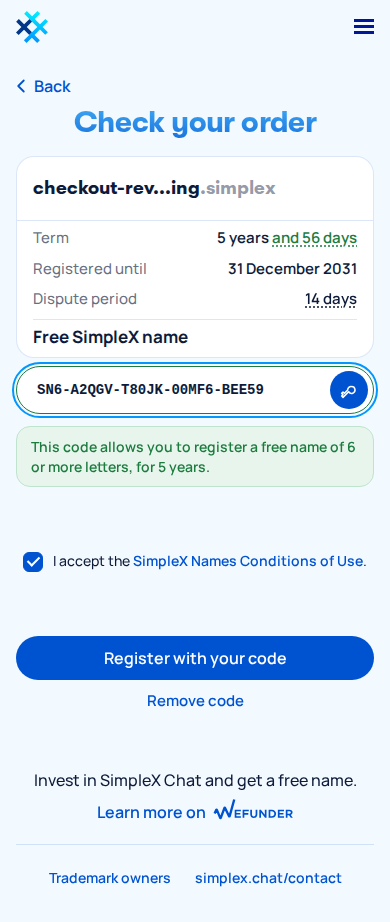 Back
Check your order
checkout-rev...ing.simplex
Term 5 years and 56 days
Registered until 31 December 2031
Dispute period 14 days
Free SimpleX name
SN6-A2QGV-T80JK-00MF6-BEE59
This code allows you to register a free name of 6
or more letters, for 5 years.
I accept the SimpleX Names Conditions of Use.
Register with your code
Remove code
Invest in SimpleX Chat and get a free name.
Learn more on WEFUNDER
Trademark owners simplex.chat/contact